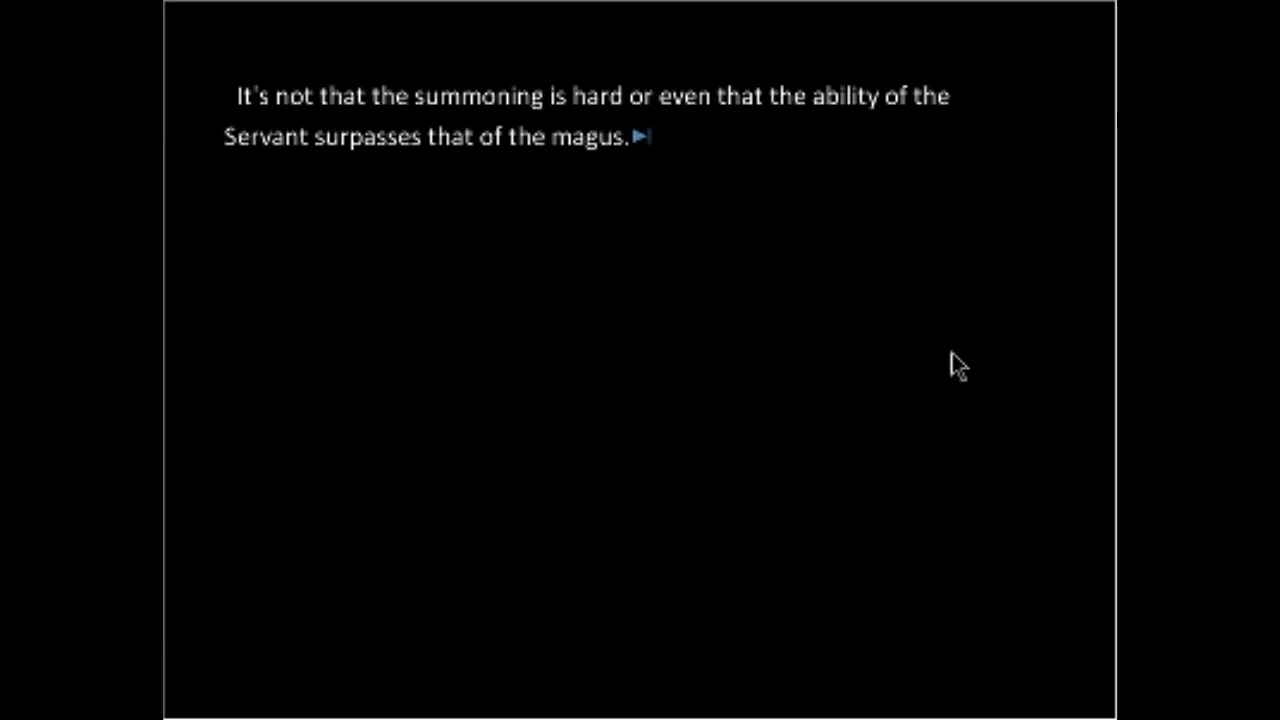 It's not that the summoning is hard or even that the ability of the
Servant surpasses that of the magus.